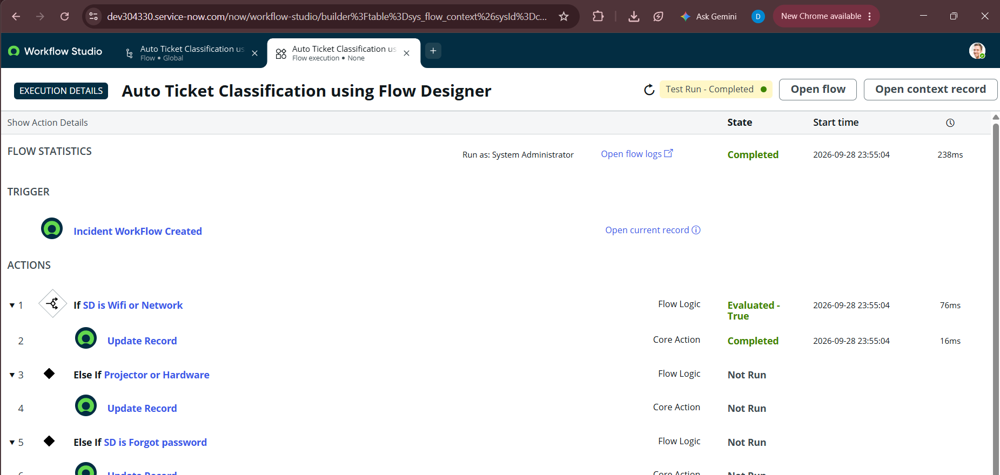 dev304330.service-now.com/now/workflow-studio/builder%3Ftable%3Dsys_flow_context%26sysId%3Dc...
Ask Gemini
D
New Chrome available
Workflow Studio
Auto Ticket Classification us
Flow • Global
Auto Ticket Classification us
Flow execution • None
EXECUTION DETAILS
Auto Ticket Classification using Flow Designer
Test Run - Completed
Open flow
Open context record
Show Action Details
State
Start time
FLOW STATISTICS
Run as: System Administrator
Open flow logs
Completed
2026-09-28 23:55:04
238ms
TRIGGER
Incident WorkFlow Created
Open current record
ACTIONS
1
If SD is Wifi or Network
Flow Logic
Evaluated -
True
2026-09-28 23:55:04
76ms
2
Update Record
Core Action
Completed
2026-09-28 23:55:04
16ms
3
Else If Projector or Hardware
Flow Logic
Not Run
4
Update Record
Core Action
Not Run
5
Else If SD is Forgot password
Flow Logic
Not Run
6
Update Record
Core Action
Not Run